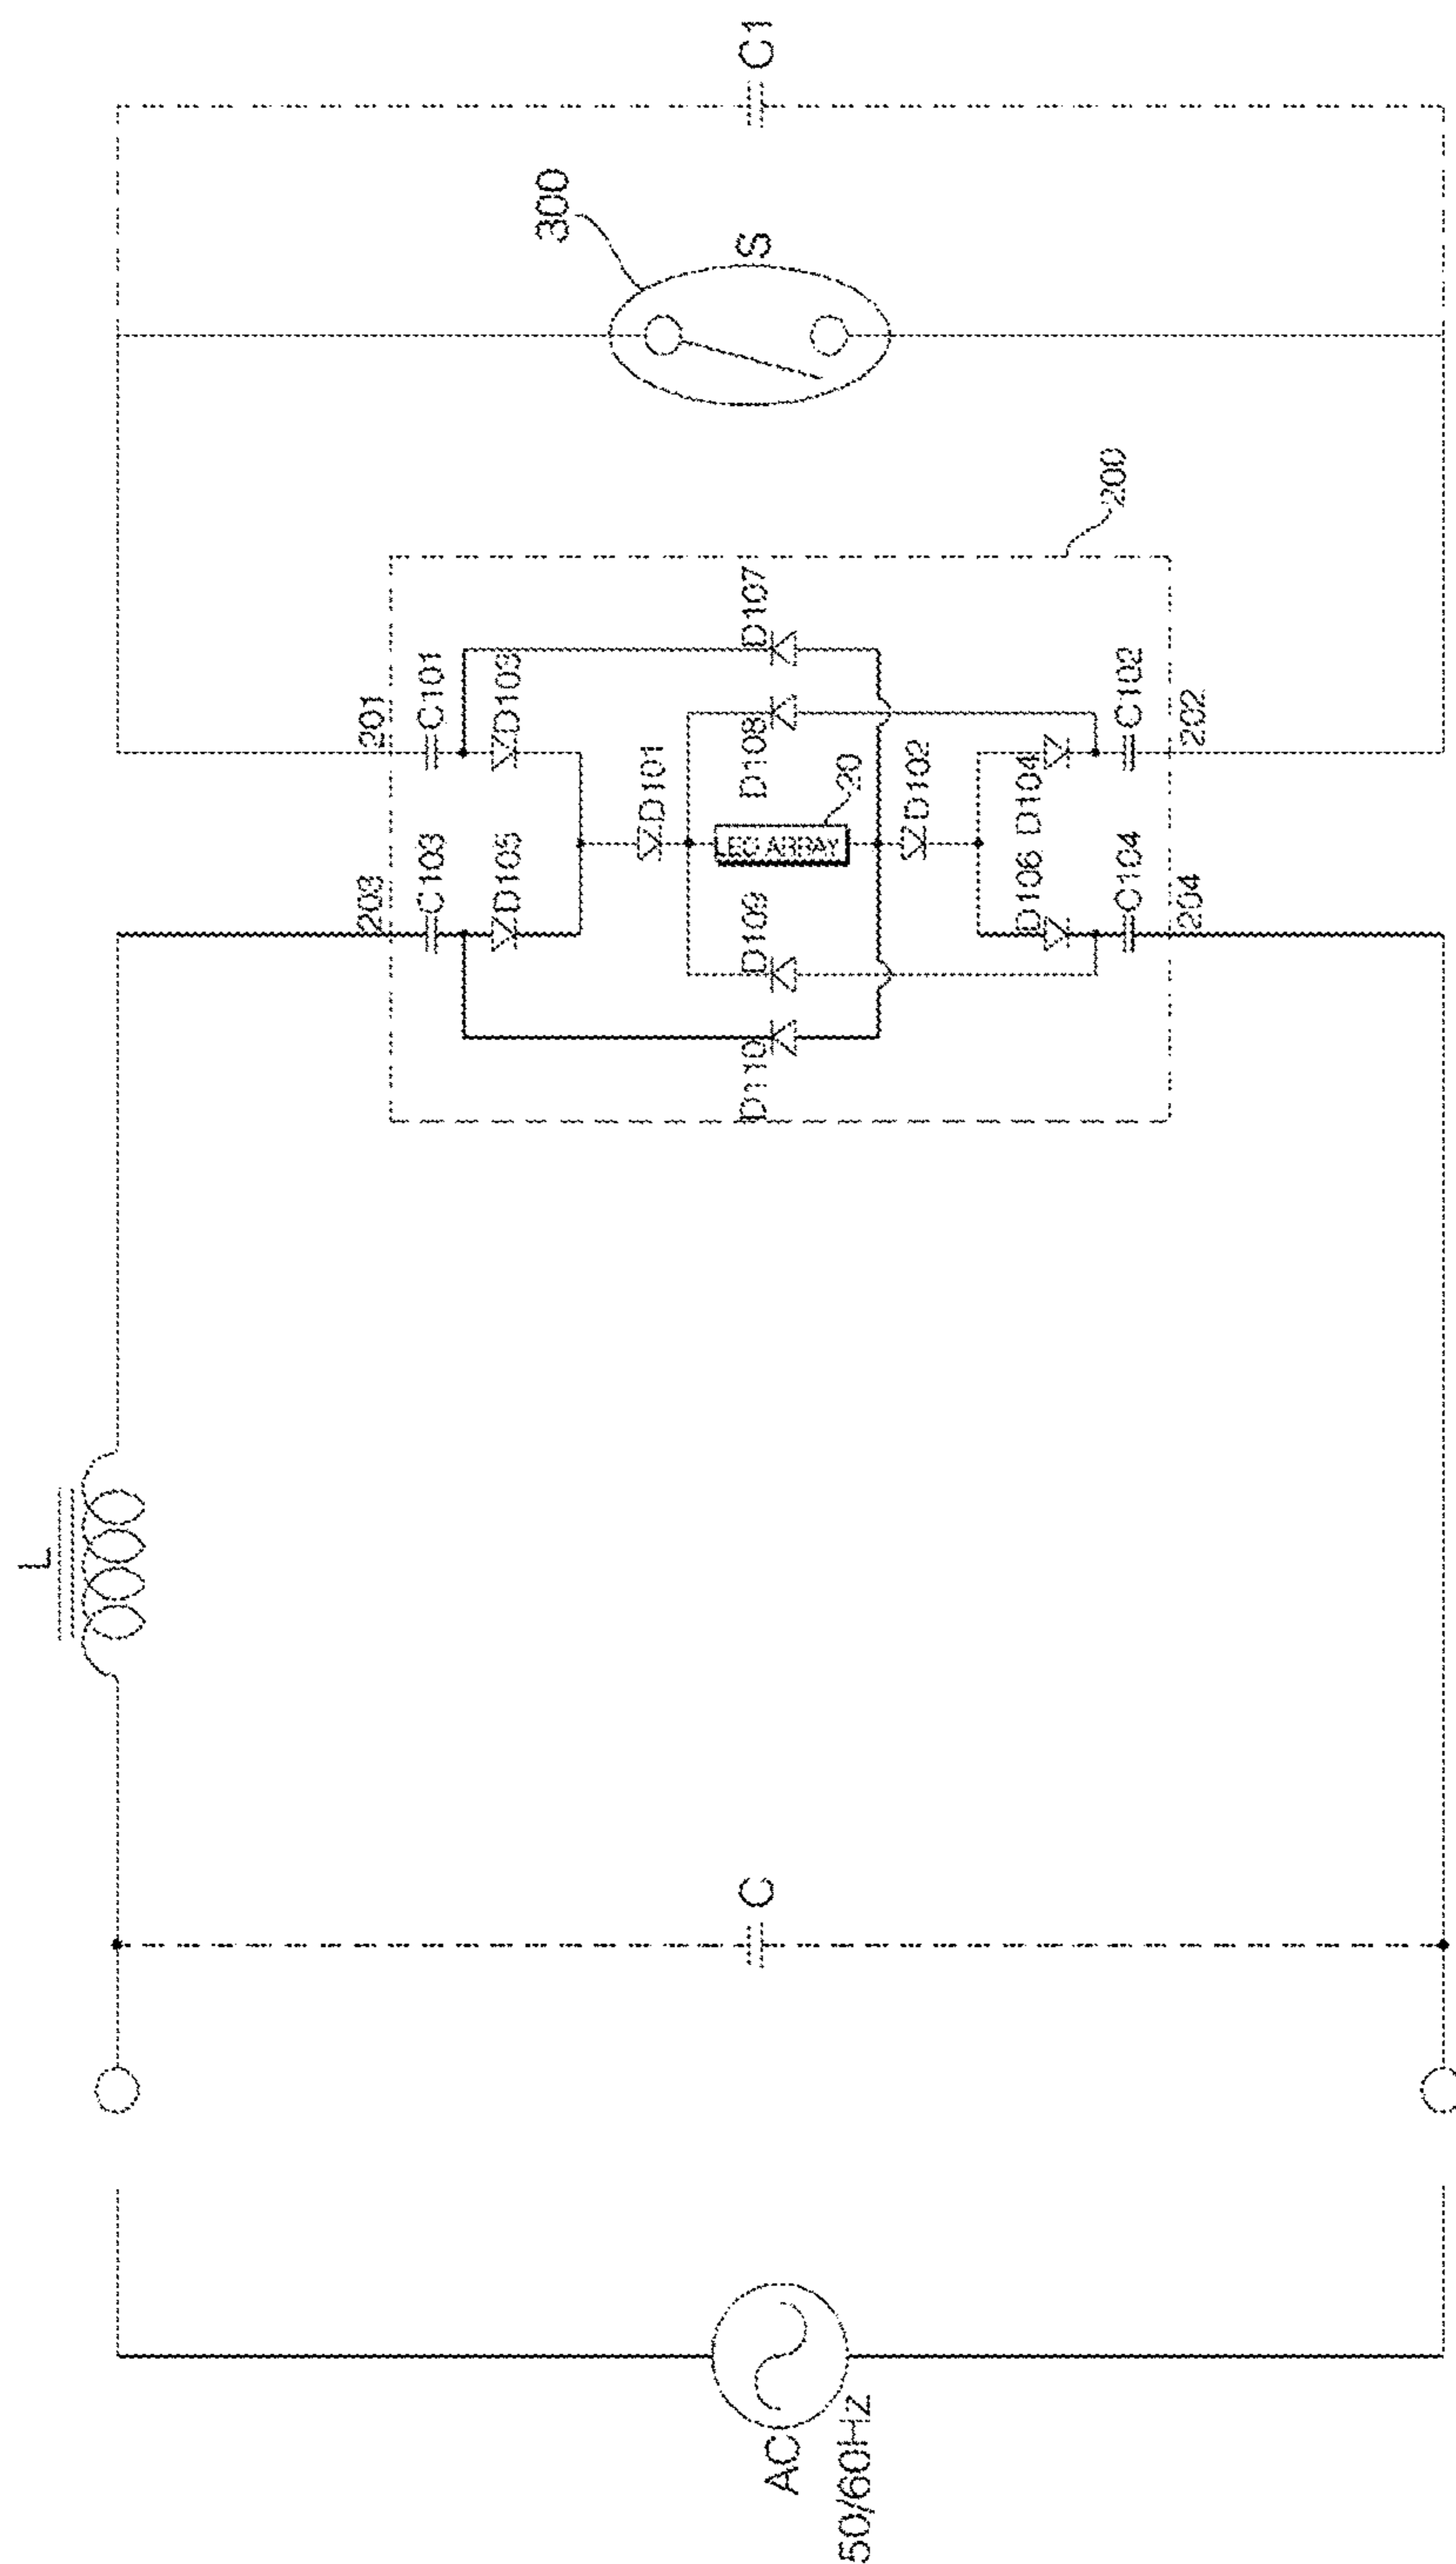 AC
50/60Hz
C
L
203
C103
D105
201
C101
D103
D110
D109
D108
D107
D101
LED ARRAY
20
D102
D106
D104
C104
204
C102
202
200
300
S
C1